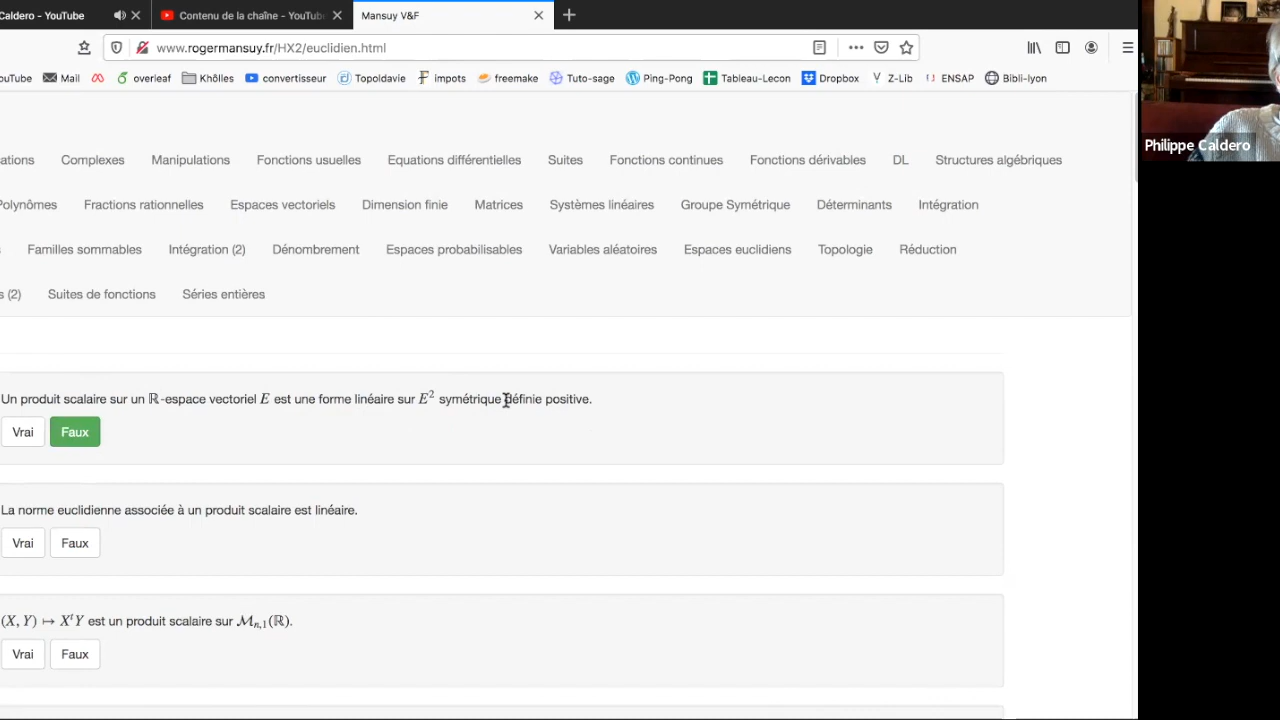 Caldero - YouTube
Contenu de la chaîne - YouTub
Mansuy V&F
www.rogermansuy.fr/HX2/euclidien.html
ouTube Mail overleaf Khôlles convertisseur Topoldavie impots freemake Tuto-sage Ping-Pong Tableau-Lecon Dropbox Z-Lib ENSAP Bibli-lyon
Philippe Caldero
ations Complexes Manipulations Fonctions usuelles Equations différentielles Suites Fonctions continues Fonctions dérivables DL Structures algébriques
Polynômes Fractions rationnelles Espaces vectoriels Dimension finie Matrices Systèmes linéaires Groupe Symétrique Déterminants Intégration
s Familles sommables Intégration (2) Dénombrement Espaces probabilisables Variables aléatoires Espaces euclidiens Topologie Réduction
s (2) Suites de fonctions Séries entières
Un produit scalaire sur un ℝ-espace vectoriel E est une forme linéaire sur E² symétrique définie positive.
Vrai Faux
La norme euclidienne associée à un produit scalaire est linéaire.
Vrai Faux
(X, Y) ↦ XᵗY est un produit scalaire sur ℳn,1(ℝ).
Vrai Faux